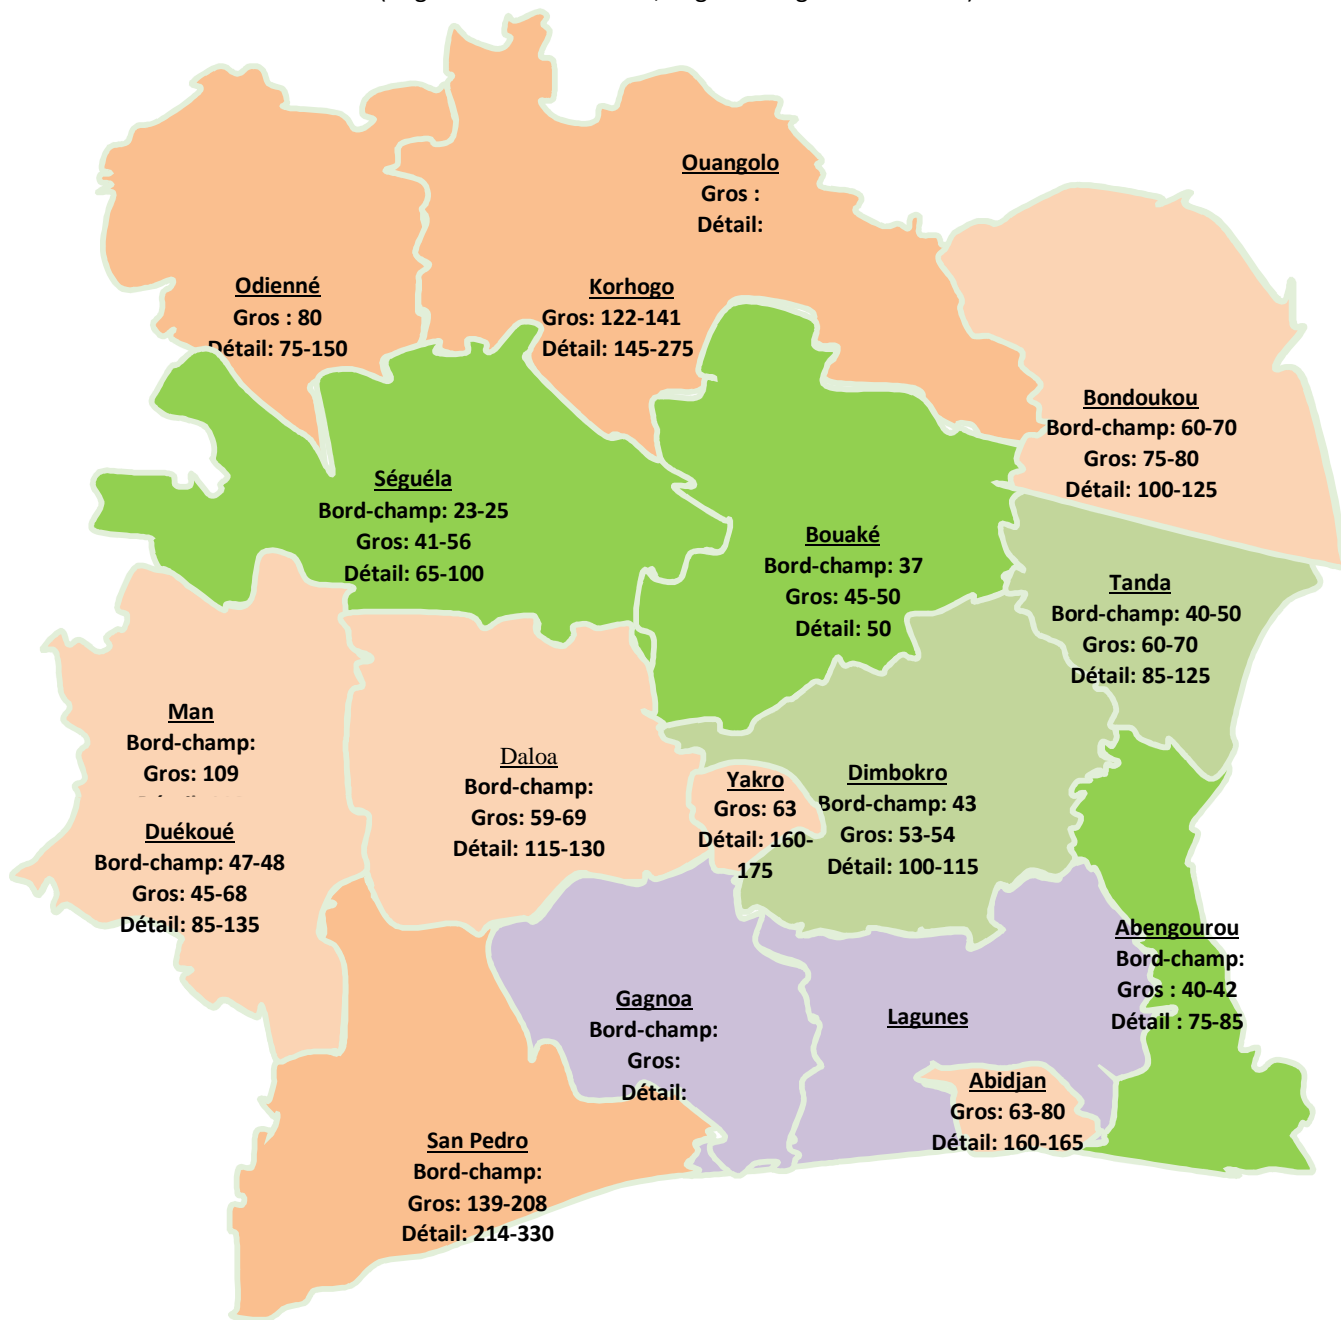 Ouangolo
Gros :
Détail:
Odienné
Gros : 80
Détail: 75-150
Korhogo
Gros: 122-141
Détail: 145-275
Bondoukou
Bord-champ: 60-70
Gros: 75-80
Détail: 100-125
Séguéla
Bord-champ: 23-25
Gros: 41-56
Détail: 65-100
Bouaké
Bord-champ: 37
Gros: 45-50
Détail: 50
Tanda
Bord-champ: 40-50
Gros: 60-70
Détail: 85-125
Man
Bord-champ:
Gros: 109
Daloa
Bord-champ:
Gros: 59-69
Détail: 115-130
Yakro
Gros: 63
Détail: 160-
175
Dimbokro
Bord-champ: 43
Gros: 53-54
Détail: 100-115
Duékoué
Bord-champ: 47-48
Gros: 45-68
Détail: 85-135
Abengourou
Bord-champ:
Gros : 40-42
Détail : 75-85
Gagnoa
Bord-champ:
Gros:
Détail:
Lagunes
Abidjan
Gros: 63-80
Détail: 160-165
San Pedro
Bord-champ:
Gros: 139-208
Détail: 214-330